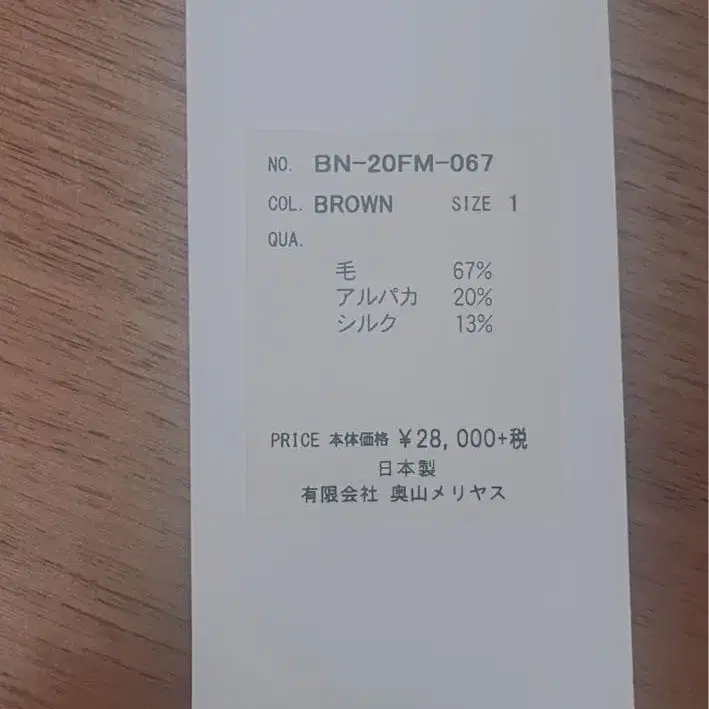 NO. BN-20FM-067
COL. BROWN SIZE 1
QUA.
毛 67%
アルパカ 20%
シルク 13%
PRICE 本体価格 ¥28,000+税
日本製
有限会社 奥山メリヤス